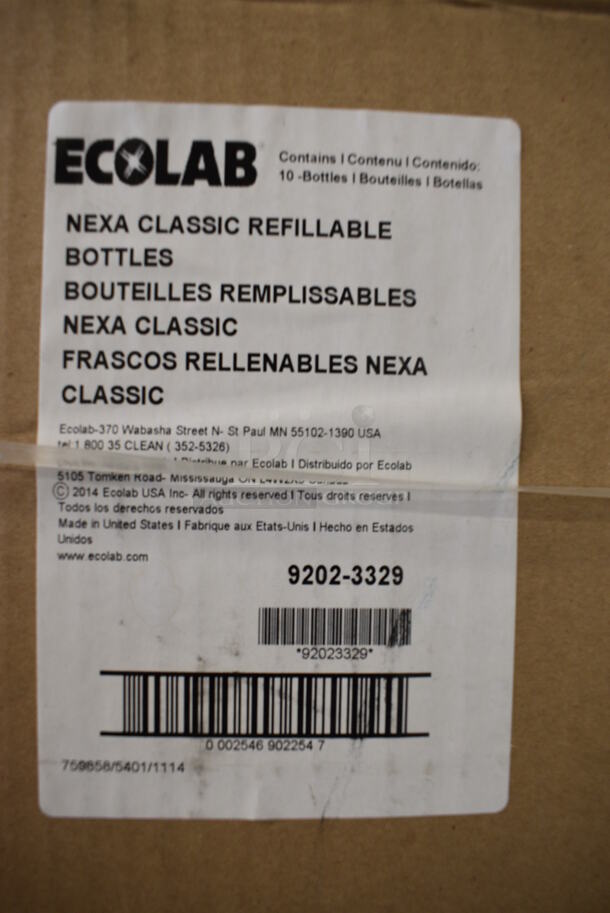 ECOLAB
Contains I Contenu I Contenido:
10 -Bottles I Bouteilles I Botellas
NEXA CLASSIC REFILLABLE
BOTTLES
BOUTEILLES REMPLISSABLES
NEXA CLASSIC
FRASCOS RELLENABLES NEXA
CLASSIC
Ecolab-370 Wabasha Street N- St Paul MN 55102-1390 USA
tel:1 800 35 CLEAN ( 352-5326)
Distribue par Ecolab I Distribuido por Ecolab
5105 Tomken Road- Mississauga ON
© 2014 Ecolab USA Inc- All rights reserved I Tous droits reserves I
Todos los derechos reservados
Made in United States I Fabrique aux Etats-Unis I Hecho en Estados
Unidos
www.ecolab.com
9202-3329
*92023329*
0 002546 902254 7
759858/5401/1114